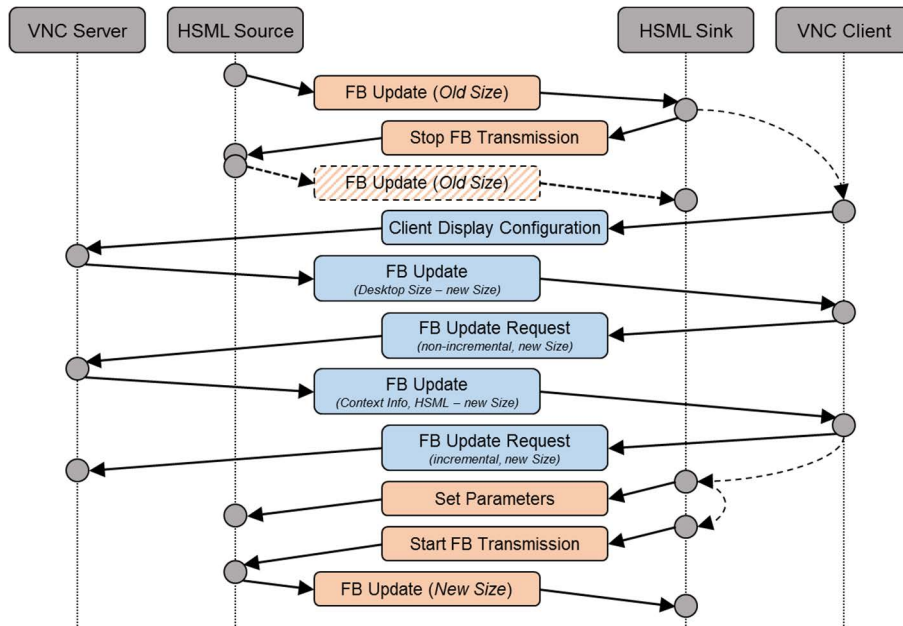 VNC Server
HSML Source
HSML Sink
VNC Client
FB Update (Old Size)
Stop FB Transmission
FB Update (Old Size)
Client Display Configuration
FB Update
(Desktop Size – new Size)
FB Update Request
(non-incremental, new Size)
FB Update
(Context Info, HSML – new Size)
FB Update Request
(incremental, new Size)
Set Parameters
Start FB Transmission
FB Update (New Size)